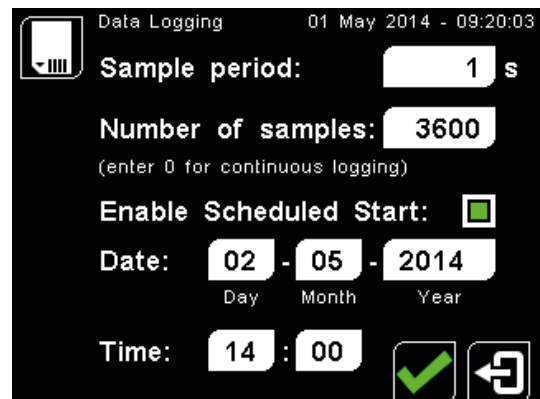 Data Logging 01 May 2014 - 09:20:03
Sample period: 1 s
Number of samples: 3600
(enter 0 for continuous logging)
Enable Scheduled Start:
Date: 02 - 05 - 2014
Day Month Year
Time: 14 : 00